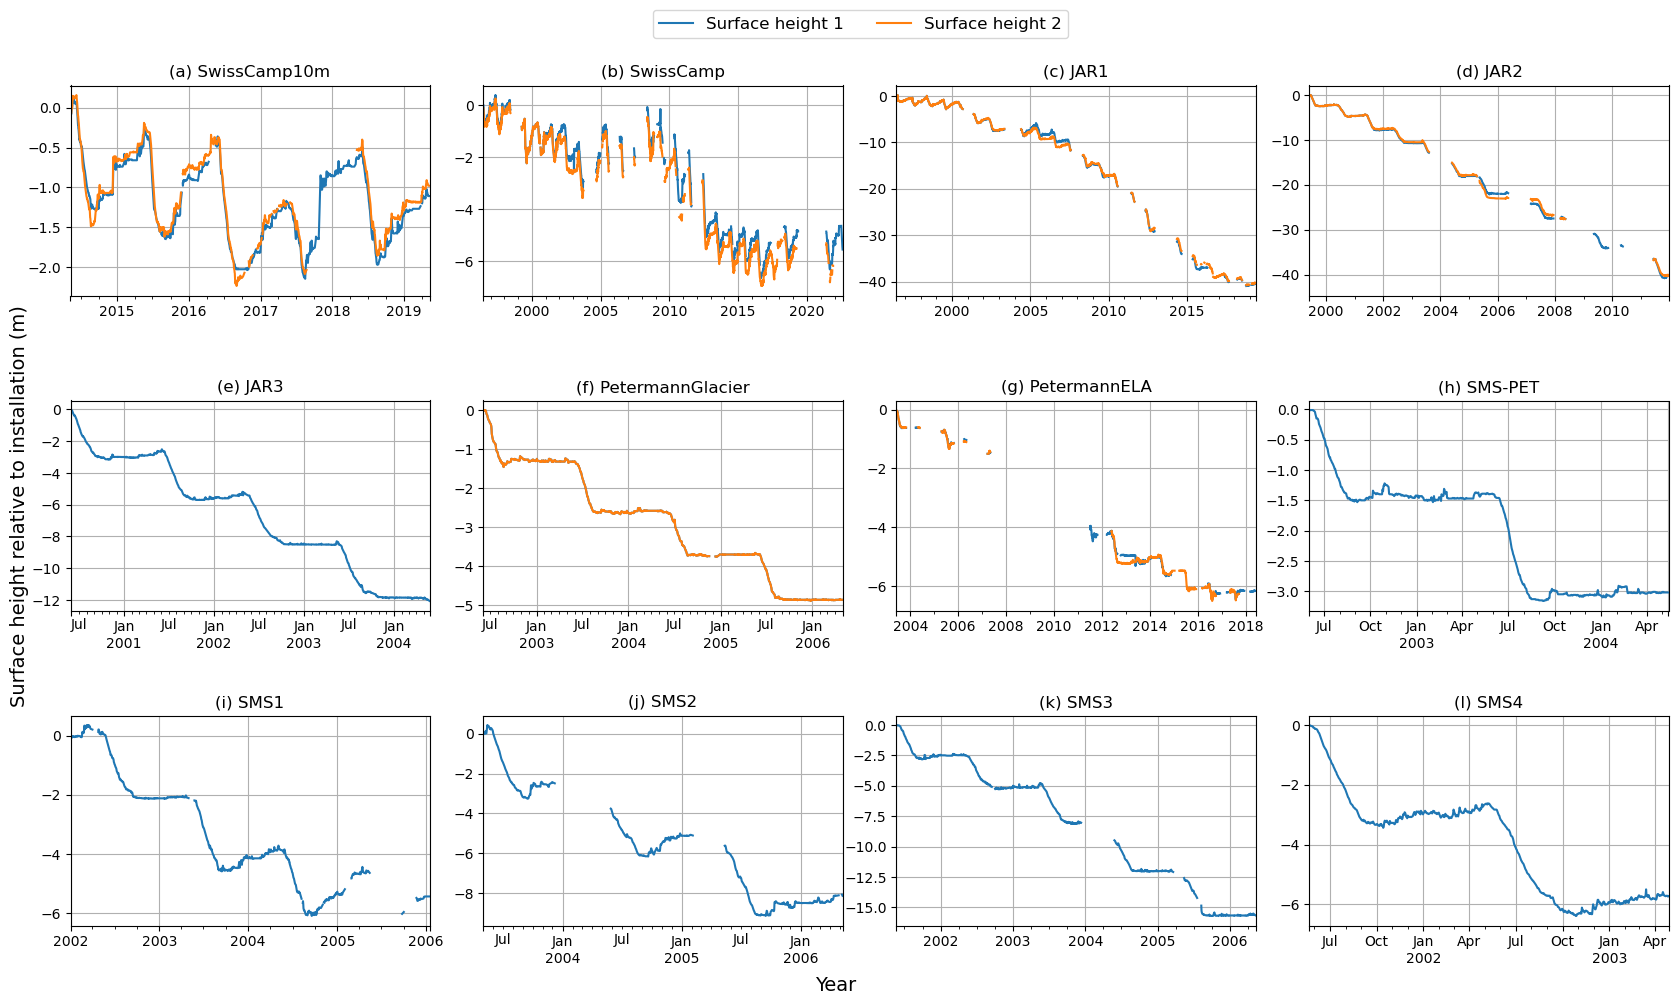 Surface height 1 Surface height 2
(a) SwissCamp10m
0.0
−0.5
−1.0
−1.5
−2.0
2015 2016 2017 2018 2019
(b) SwissCamp
0
−2
−4
−6
2000 2005 2010 2015 2020
(c) JAR1
0
−10
−20
−30
−40
2000 2005 2010 2015
(d) JAR2
0
−10
−20
−30
−40
2000 2002 2004 2006 2008 2010
Surface height relative to installation (m)
(e) JAR3
0
−2
−4
−6
−8
−10
−12
Jul Jan Jul Jan Jul Jan Jul Jan
2001 2002 2003 2004
(f) PetermannGlacier
0
−1
−2
−3
−4
−5
Jul Jan Jul Jan Jul Jan Jul Jan
2003 2004 2005 2006
(g) PetermannELA
0
−2
−4
−6
2004 2006 2008 2010 2012 2014 2016 2018
(h) SMS-PET
0.0
−0.5
−1.0
−1.5
−2.0
−2.5
−3.0
Jul Oct Jan Apr Jul Oct Jan Apr
2003 2004
(i) SMS1
0
−2
−4
−6
2002 2003 2004 2005 2006
(j) SMS2
0
−2
−4
−6
−8
Jul Jan Jul Jan Jul Jan
2004 2005 2006
(k) SMS3
0.0
−2.5
−5.0
−7.5
−10.0
−12.5
−15.0
2002 2003 2004 2005 2006
(l) SMS4
0
−2
−4
−6
Jul Oct Jan Apr Jul Oct Jan Apr
2002 2003
Year